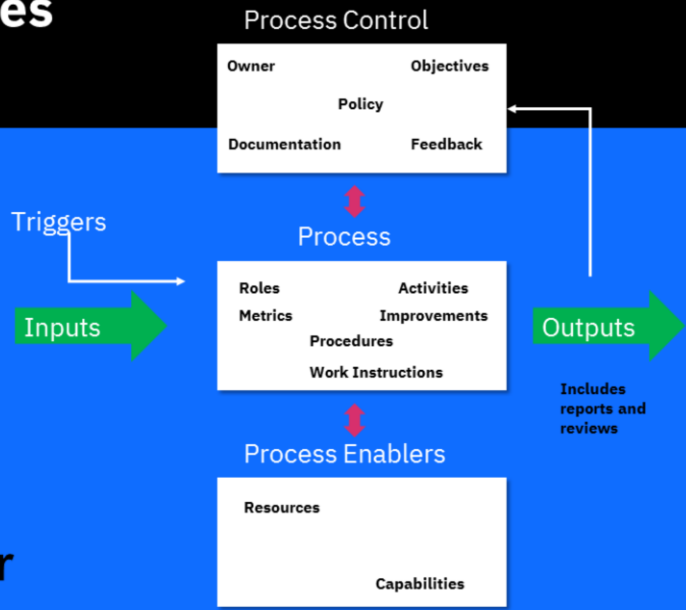 es
Process Control
Owner Objectives
Policy
Documentation Feedback
Triggers
Process
Roles Activities
Metrics Improvements
Procedures
Work Instructions
Inputs
Outputs
Includes
reports and
reviews
Process Enablers
Resources
Capabilities
r